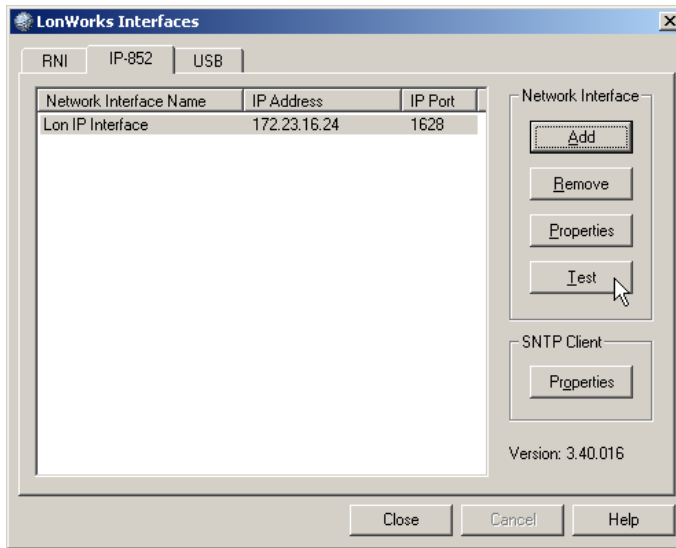 LonWorks Interfaces
RNI IP-852 USB
Network Interface Name IP Address IP Port
Lon IP Interface 172.23.16.24 1628
Network Interface
Add
Remove
Properties
Test
SNTP Client
Properties
Version: 3.40.016
Close Cancel Help